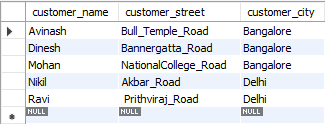 customer_name customer_street customer_city
Avinash Bull_Temple_Road Bangalore
Dinesh Bannergatta_Road Bangalore
Mohan NationalCollege_Road Bangalore
Nikil Akbar_Road Delhi
Ravi Prithviraj_Road Delhi
NULL NULL NULL